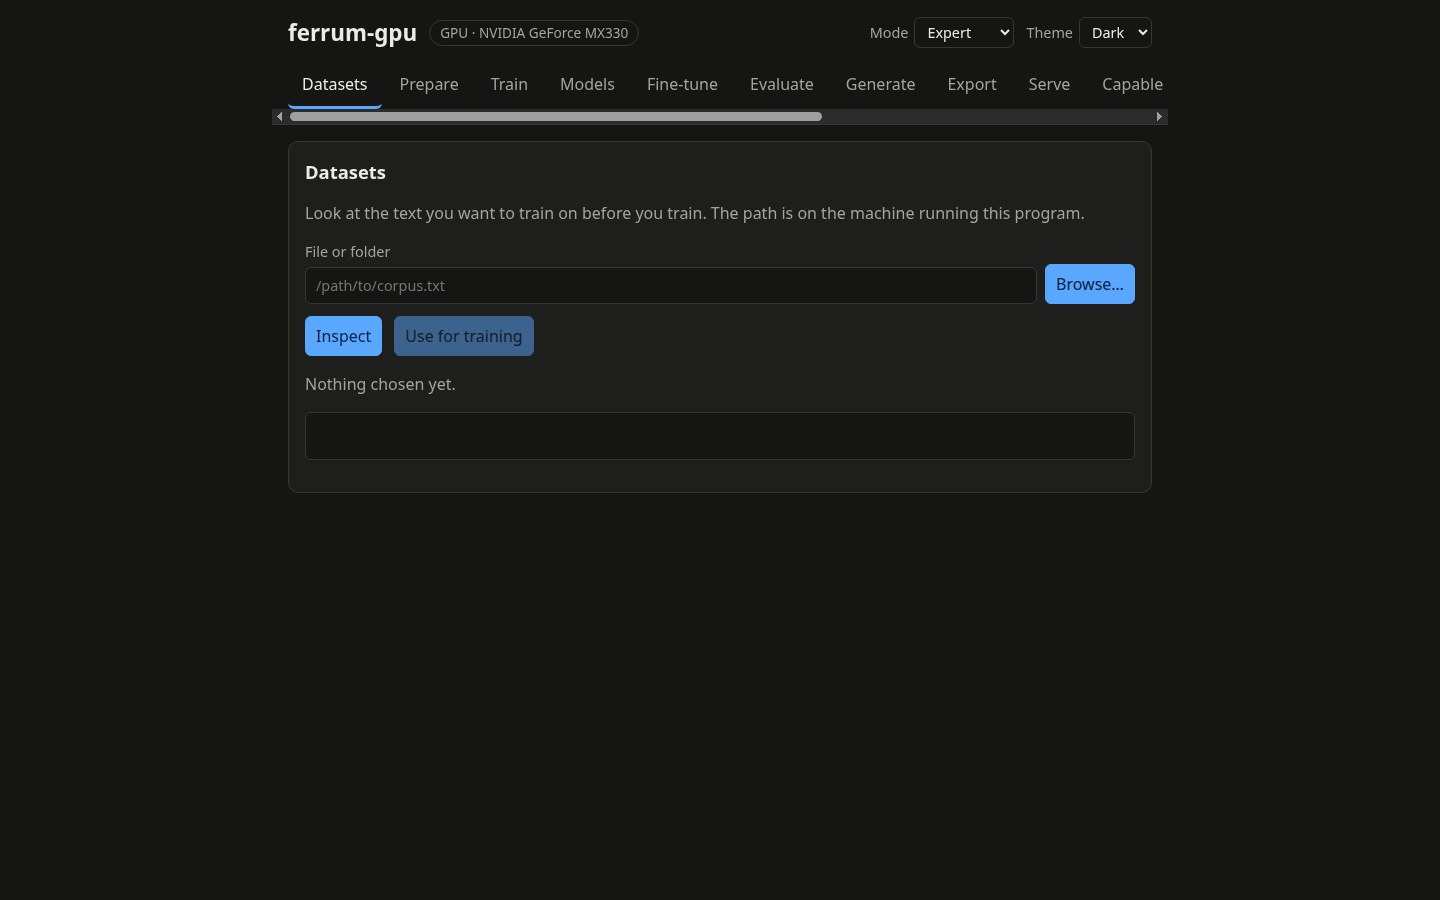 ferrum-gpu GPU · NVIDIA GeForce MX330 Mode Expert Theme Dark
Datasets Prepare Train Models Fine-tune Evaluate Generate Export Serve Capable
Datasets
Look at the text you want to train on before you train. The path is on the machine running this program.
File or folder
/path/to/corpus.txt Browse...
Inspect Use for training
Nothing chosen yet.